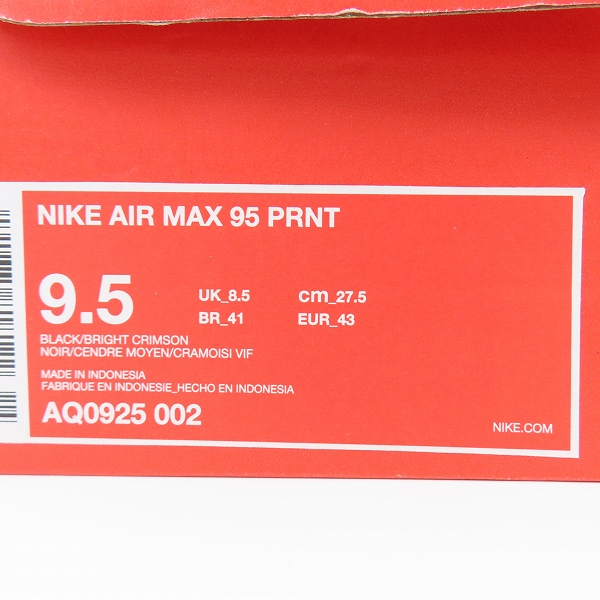 NIKE AIR MAX 95 PRNT
9.5 UK_8.5 cm_27.5
BR_41 EUR_43
BLACK/BRIGHT CRIMSON
NOIR/CENDRE MOYEN/CRAMOISI VIF
MADE IN INDONESIA
FABRIQUE EN INDONESIE_HECHO EN INDONESIA
AQ0925 002
NIKE.COM